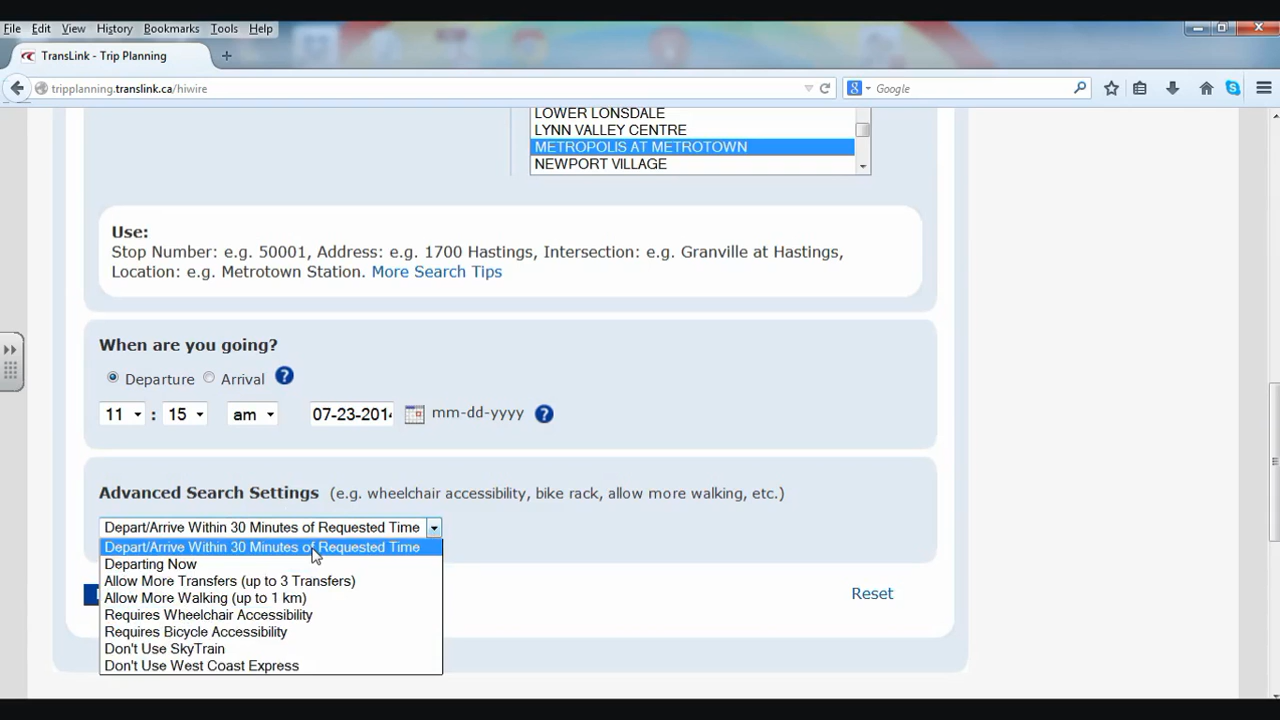 File Edit View History Bookmarks Tools Help
TransLink - Trip Planning +
tripplanning.translink.ca/hiwire Google
LOWER LONSDALE
LYNN VALLEY CENTRE
METROPOLIS AT METROTOWN
NEWPORT VILLAGE
Use:
Stop Number: e.g. 50001, Address: e.g. 1700 Hastings, Intersection: e.g. Granville at Hastings,
Location: e.g. Metrotown Station. More Search Tips
When are you going?
Departure Arrival ?
11 : 15 am 07-23-201 mm-dd-yyyy ?
Advanced Search Settings (e.g. wheelchair accessibility, bike rack, allow more walking, etc.)
Depart/Arrive Within 30 Minutes of Requested Time
Depart/Arrive Within 30 Minutes of Requested Time
Departing Now
Allow More Transfers (up to 3 Transfers)
Reset
Allow More Walking (up to 1 km)
Requires Wheelchair Accessibility
Requires Bicycle Accessibility
Don't Use SkyTrain
Don't Use West Coast Express